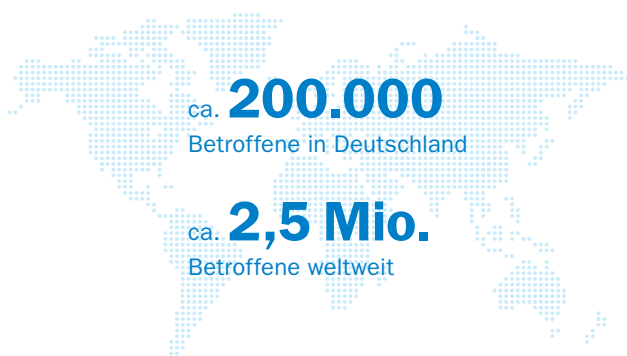 ca. 200.000
Betroffene in Deutschland
ca. 2,5 Mio.
Betroffene weltweit